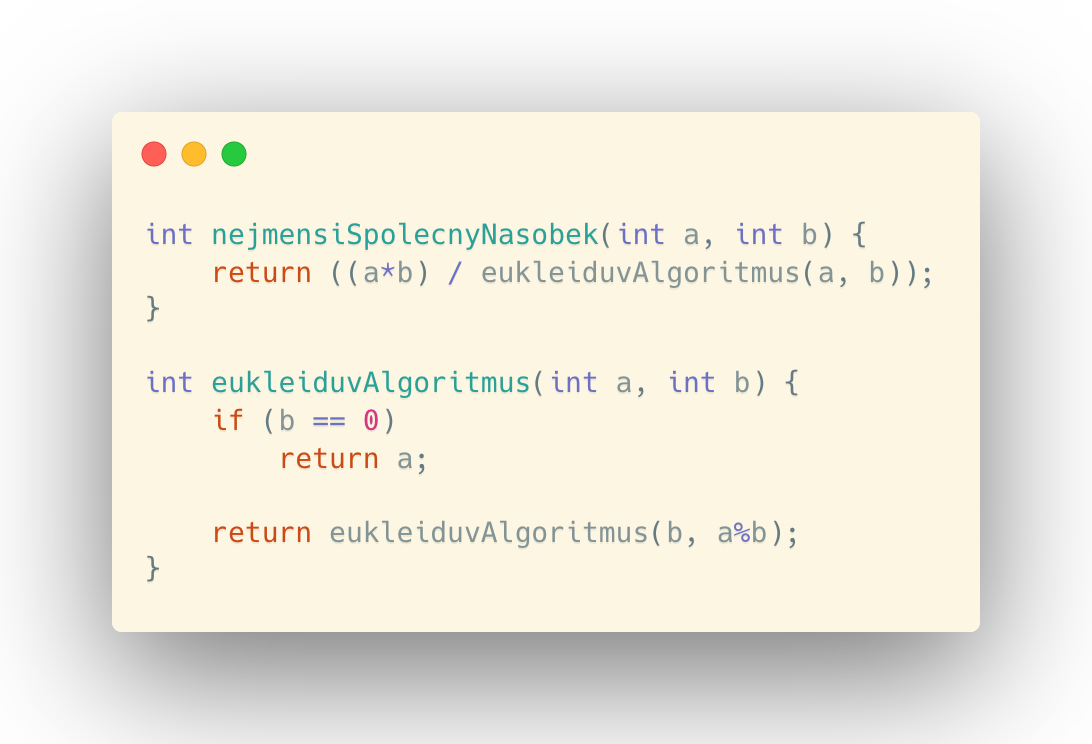 int nejmensiSpolecnyNasobek(int a, int b) {
    return ((a*b) / eukleiduvAlgoritmus(a, b));
}

int eukleiduvAlgoritmus(int a, int b) {
    if (b == 0)
        return a;

    return eukleiduvAlgoritmus(b, a%b);
}